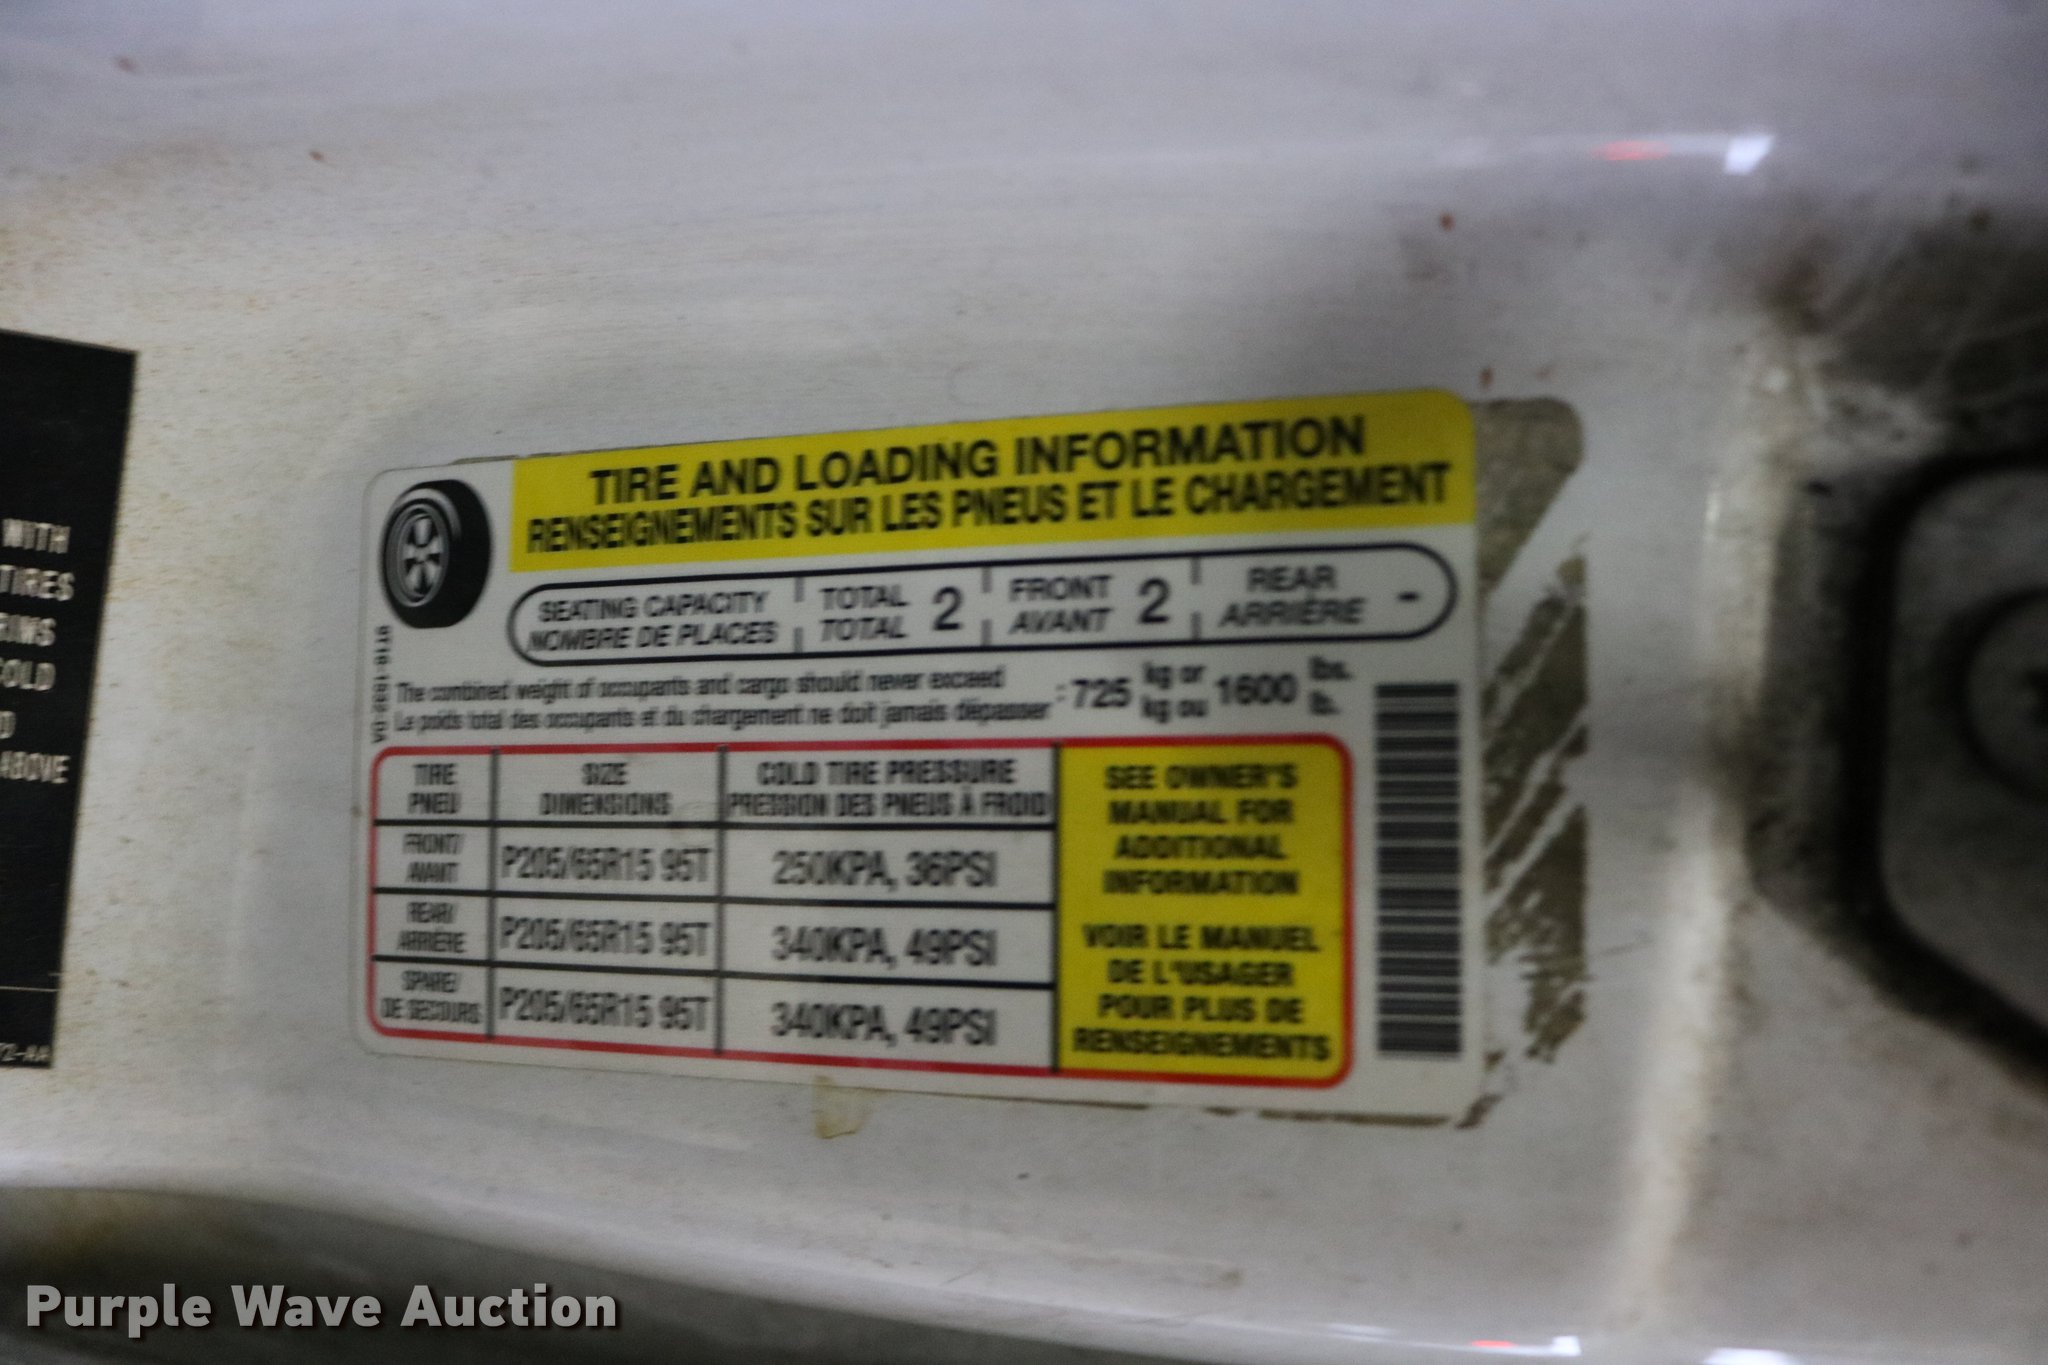 WITH
TIRES
RIMS
COLD
ABOVE
72-AA
TIRE AND LOADING INFORMATION
RENSEIGNEMENTS SUR LES PNEUS ET LE CHARGEMENT
SEATING CAPACITY TOTAL 2 FRONT 2 REAR -
NOMBRE DE PLACES TOTAL AVANT ARRIÈRE
The combined weight of occupants and cargo should never exceed : 725 kg or 1600 lbs.
Le poids total des occupants et du chargement ne doit jamais dépasser kg ou lb.
TIRE SIZE COLD TIRE PRESSURE
PNEU DIMENSIONS PRESSION DES PNEUS À FROID
FRONT/ P205/65R15 95T 250KPA, 36PSI
AVANT
REAR/ P205/65R15 95T 340KPA, 49PSI
ARRIÈRE
SPARE/ P205/65R15 95T 340KPA, 49PSI
DE SECOURS
SEE OWNER'S
MANUAL FOR
ADDITIONAL
INFORMATION
VOIR LE MANUEL
DE L'USAGER
POUR PLUS DE
RENSEIGNEMENTS
Purple Wave Auction